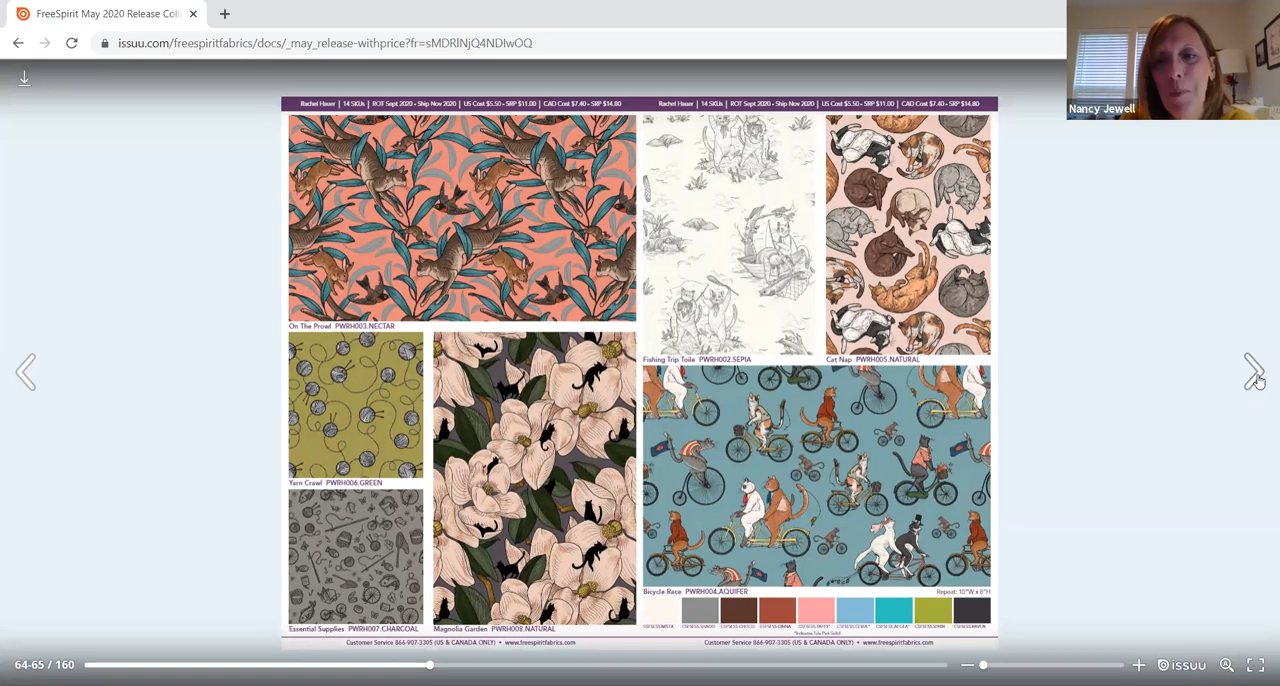 FreeSpirit May 2020 Release Coll
issuu.com/freespiritfabrics/docs/_may_release-withprice?fr=sMDRlNjQ4NDIwOQ
Nancy Jewell
Rachel Hauer | 14 SKUs | ROT Sept 2020 • Ship Nov 2020 | US Cost $5.50 • SRP $11.00 | CAD Cost $7.40 • SRP $14.80
Rachel Hauer | 14 SKUs | ROT Sept 2020 • Ship Nov 2020 | US Cost $5.50 • SRP $11.00 | CAD Cost $7.40 • SRP $14.80
On The Prowl PWRH003.NECTAR
Fishing Trip Toile PWRH002.SEPIA
Cat Nap PWRH005.NATURAL
Yarn Crawl PWRH006.GREEN
Bicycle Race PWRH004.AQUIFER
Repeat: 10"W x 8"H
Essential Supplies PWRH007.CHARCOAL
Magnolia Garden PWRH008.NATURAL
*Indicates Tula Pink Solid
Customer Service 866-907-3305 (US & CANADA ONLY) • www.freespiritfabrics.com
Customer Service 866-907-3305 (US & CANADA ONLY) • www.freespiritfabrics.com
64-65 / 160
issuu